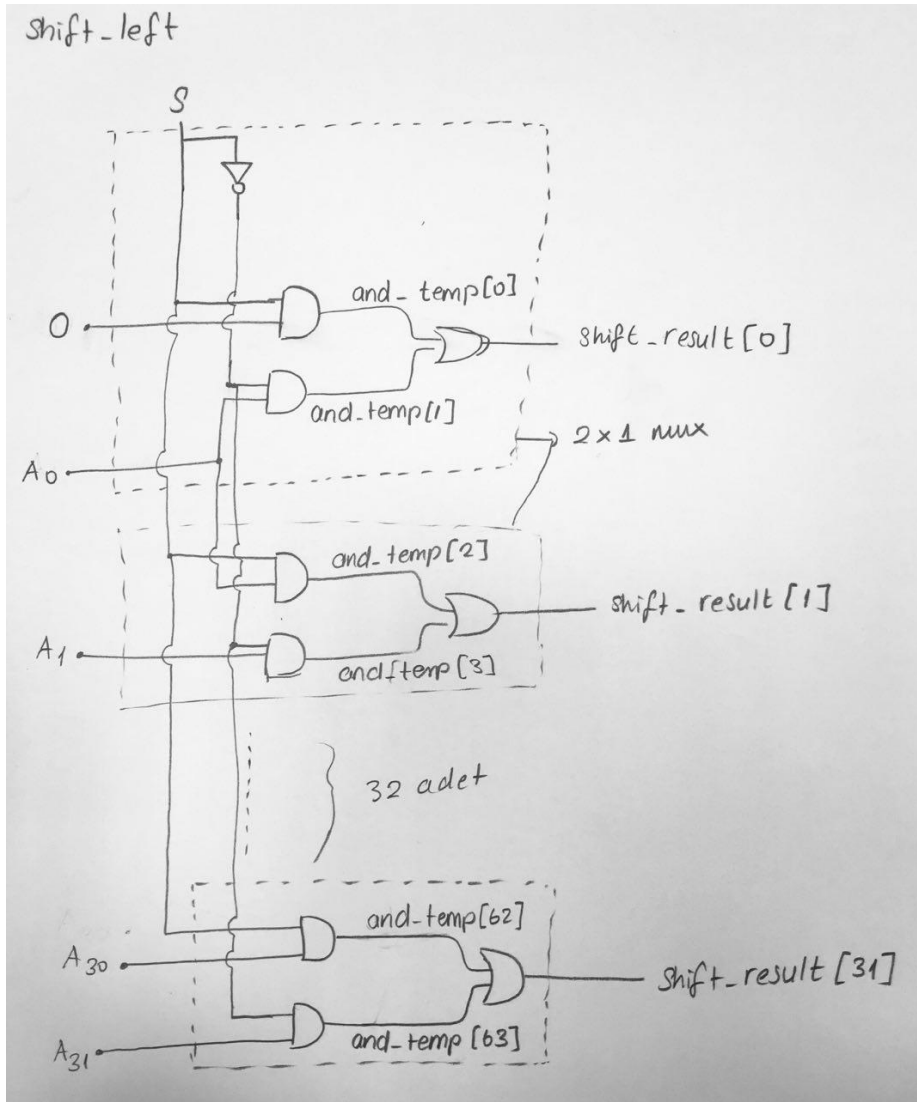 shift_left
S
and_temp[0]
0
shift_result[0]
and_temp[1]
2x1 mux
A0
and_temp[2]
shift_result[1]
A1
and_temp[3]
32 adet
and_temp[62]
A30
shift_result[31]
and_temp[63]
A31